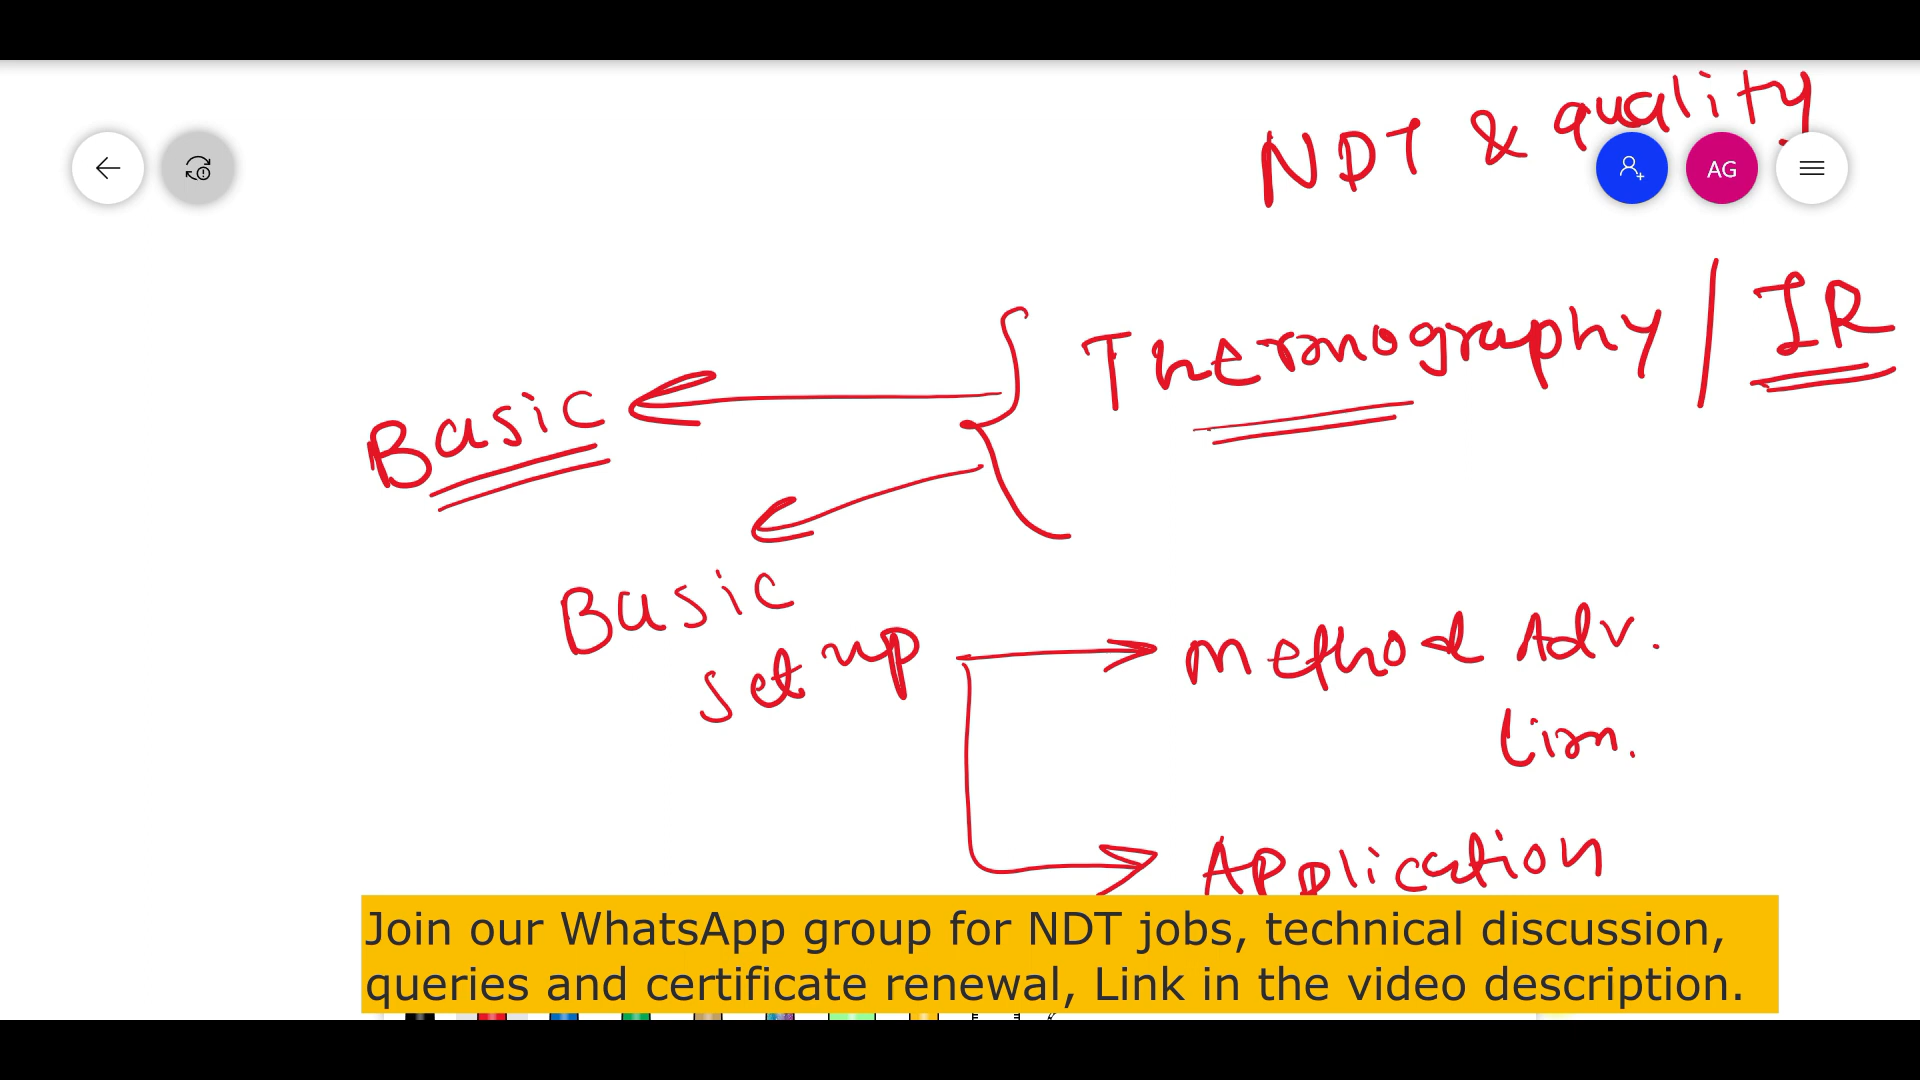 NDT & quality
AG
Thermography / IR
Basic
Basic
set up
Method Adv.
Lim.
Application
Join our WhatsApp group for NDT jobs, technical discussion,
queries and certificate renewal, Link in the video description.